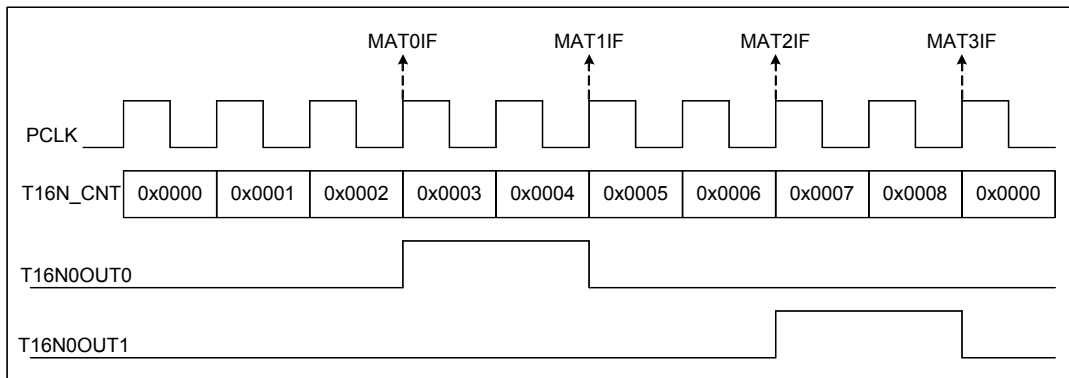 MAT0IF MAT1IF MAT2IF MAT3IF
PCLK
T16N_CNT 0x0000 0x0001 0x0002 0x0003 0x0004 0x0005 0x0006 0x0007 0x0008 0x0000
T16N0OUT0
T16N0OUT1